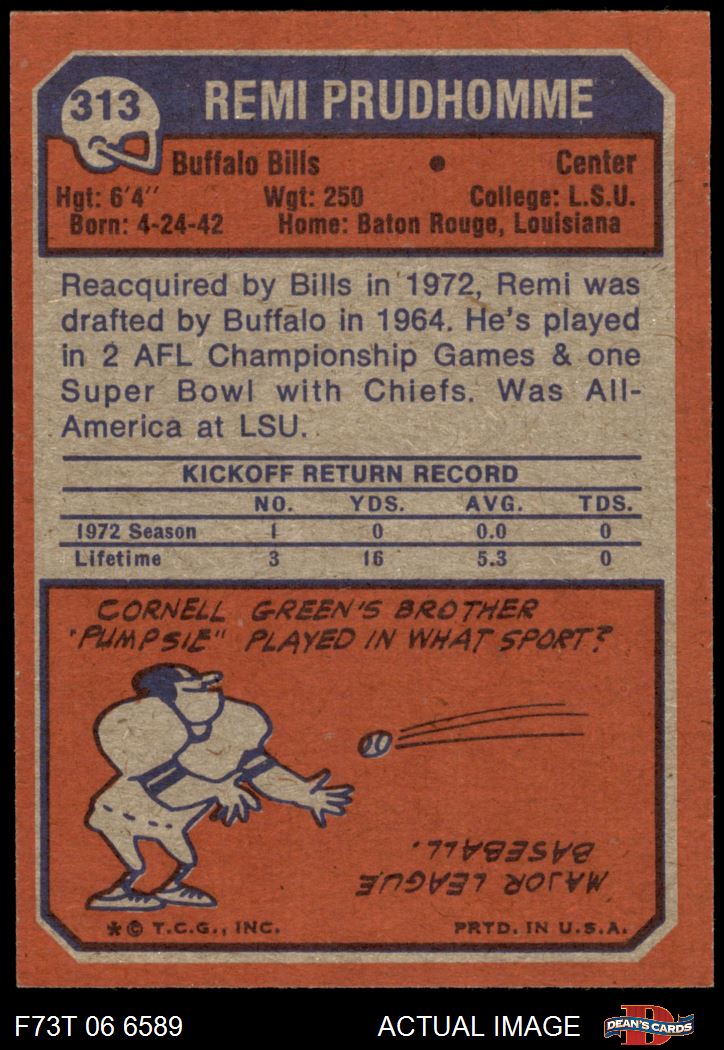 313
REMI PRUDHOMME
Buffalo Bills • Center
Hgt: 6'4" Wgt: 250 College: L.S.U.
Born: 4-24-42 Home: Baton Rouge, Louisiana
Reacquired by Bills in 1972, Remi was
drafted by Buffalo in 1964. He's played
in 2 AFL Championship Games & one
Super Bowl with Chiefs. Was All-
America at LSU.
KICKOFF RETURN RECORD
NO. YDS. AVG. TDS.
1972 Season 1 0 0.0 0
Lifetime 3 16 5.3 0
CORNELL GREEN'S BROTHER
"PUMPSIE" PLAYED IN WHAT SPORT?
MAJOR LEAGUE
BASEBALL.
* © T.C.G., INC. PRTD. IN U.S.A.
F73T 06 6589 ACTUAL IMAGE
D
DEAN'S CARDS